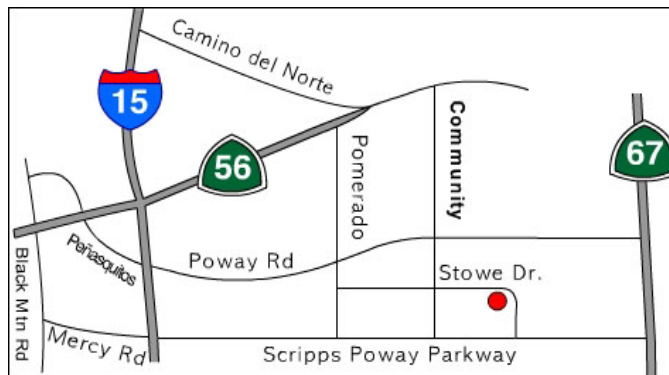 Camino del Norte
15
56
67
Community
Pomerado
Peñasquitos
Poway Rd
Stowe Dr.
Black Mtn Rd
Mercy Rd
Scripps Poway Parkway